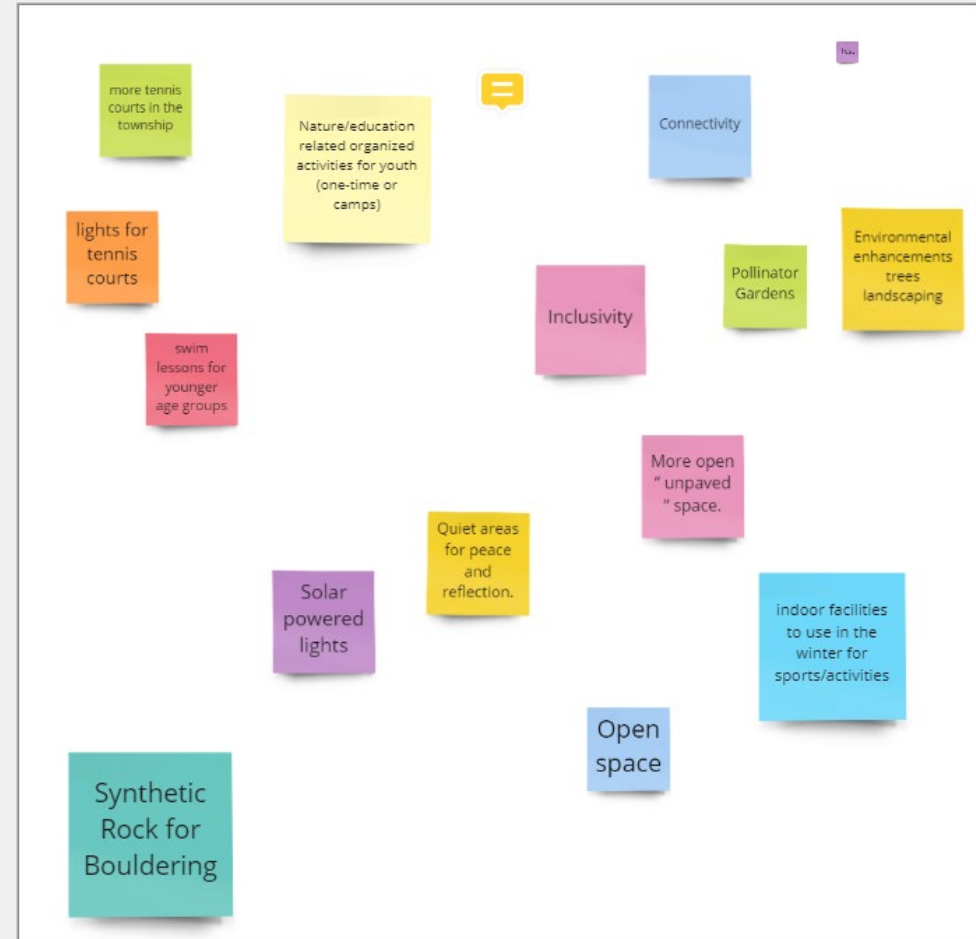 more tennis
courts in the
township
Nature/education
related organized
activities for youth
(one-time or
camps)
Connectivity
lights for
tennis
courts
Environmental
enhancements
trees
landscaping
Pollinator
Gardens
Inclusivity
swim
lessons for
younger
age groups
More open
“ unpaved
“ space.
Quiet areas
for peace
and
reflection.
Solar
powered
lights
indoor facilities
to use in the
winter for
sports/activities
Open
space
Synthetic
Rock for
Bouldering